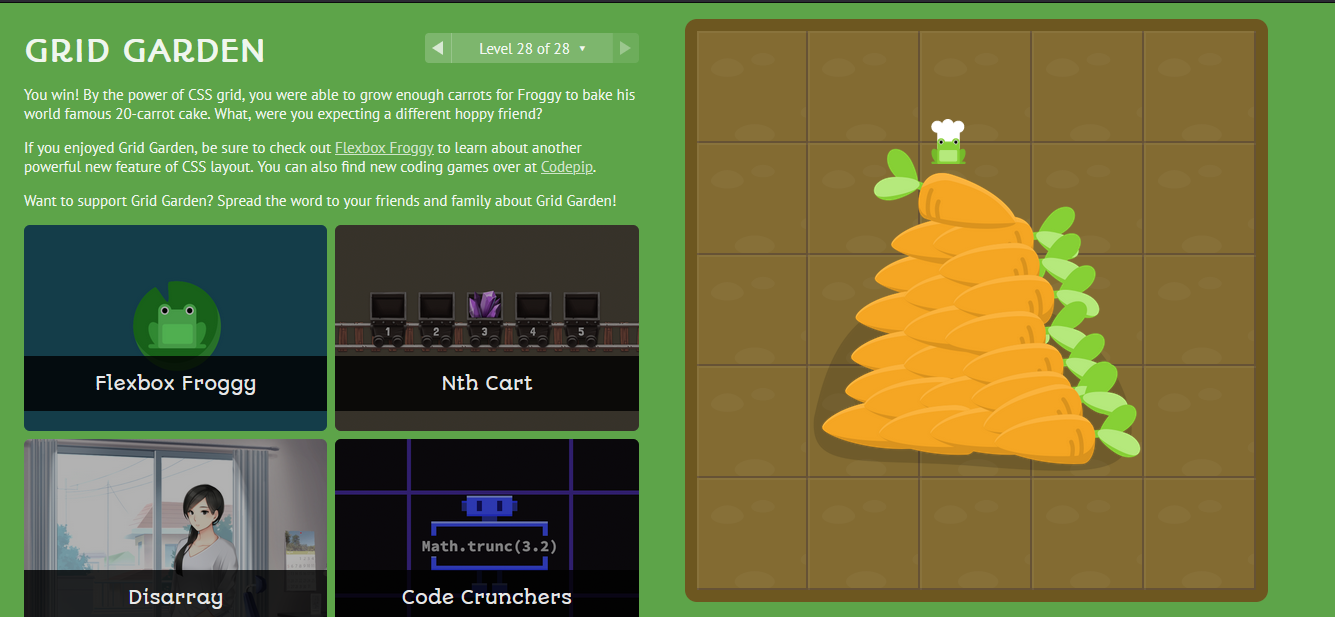 GRID GARDEN
Level 28 of 28 ▼
You win! By the power of CSS grid, you were able to grow enough carrots for Froggy to bake his
world famous 20-carrot cake. What, were you expecting a different hoppy friend?
If you enjoyed Grid Garden, be sure to check out Flexbox Froggy to learn about another
powerful new feature of CSS layout. You can also find new coding games over at Codepip.
Want to support Grid Garden? Spread the word to your friends and family about Grid Garden!
Flexbox Froggy
1 2 3 4 5
Nth Cart
Disarray
Math.trunc(3.2)
Code Crunchers